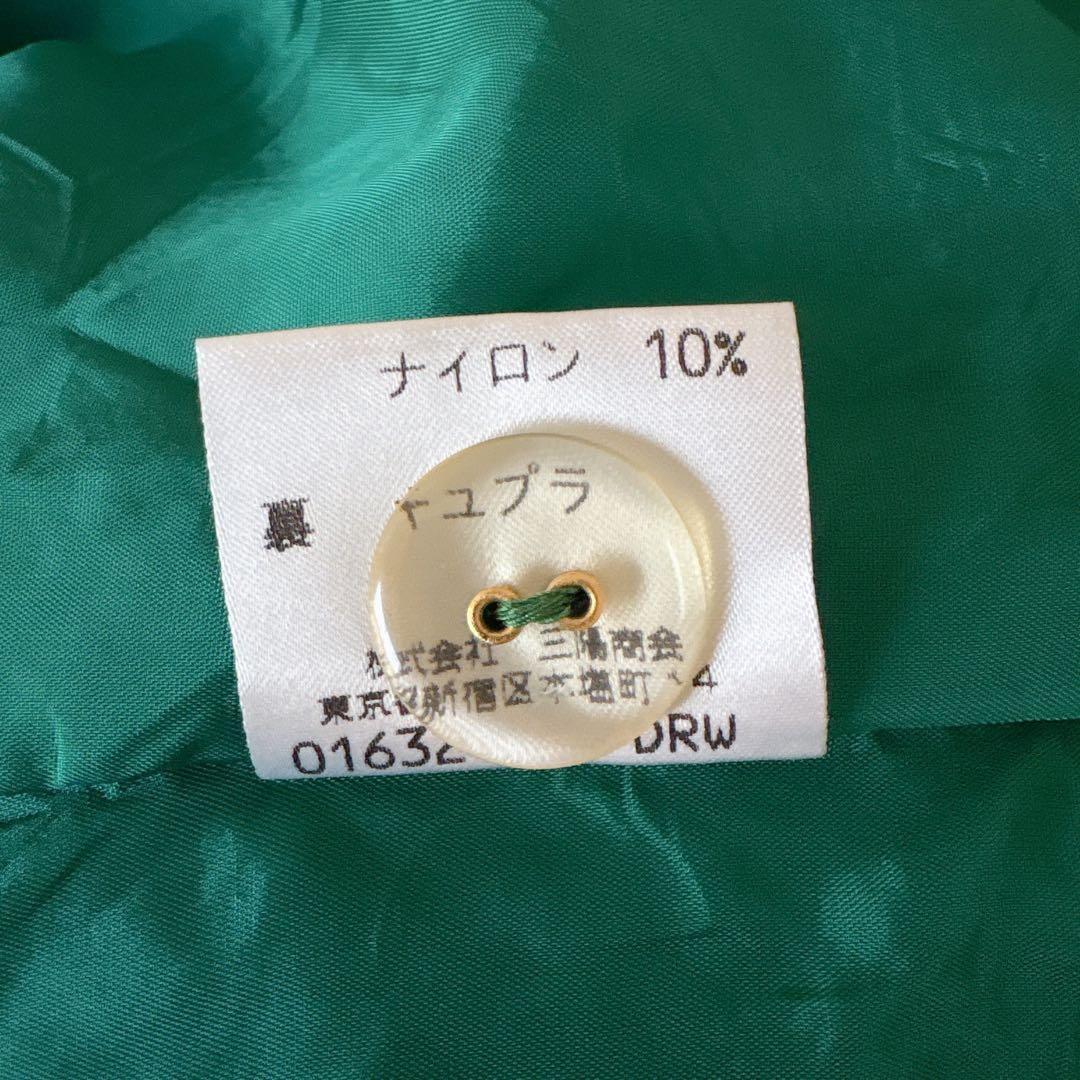 ナイロン 10%
裏 キュプラ
株式会社 三陽商会
東京 新宿区本塩町 4
01632 DRW